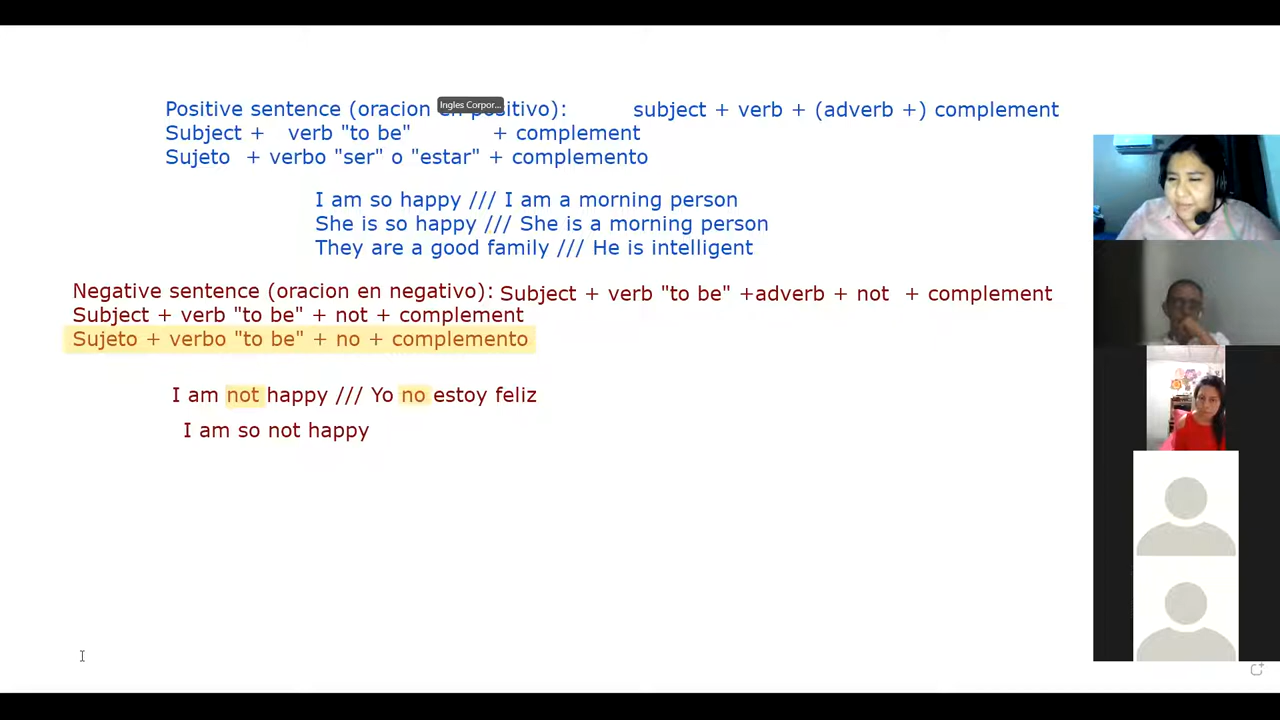 Positive sentence (oracion en positivo): subject + verb + (adverb +) complement
Ingles Corpor...
Subject + verb "to be" + complement
Sujeto + verbo "ser" o "estar" + complemento
I am so happy /// I am a morning person
She is so happy /// She is a morning person
They are a good family /// He is intelligent
Negative sentence (oracion en negativo): Subject + verb "to be" +adverb + not + complement
Subject + verb "to be" + not + complement
Sujeto + verbo "to be" + no + complemento
I am not happy /// Yo no estoy feliz
I am so not happy